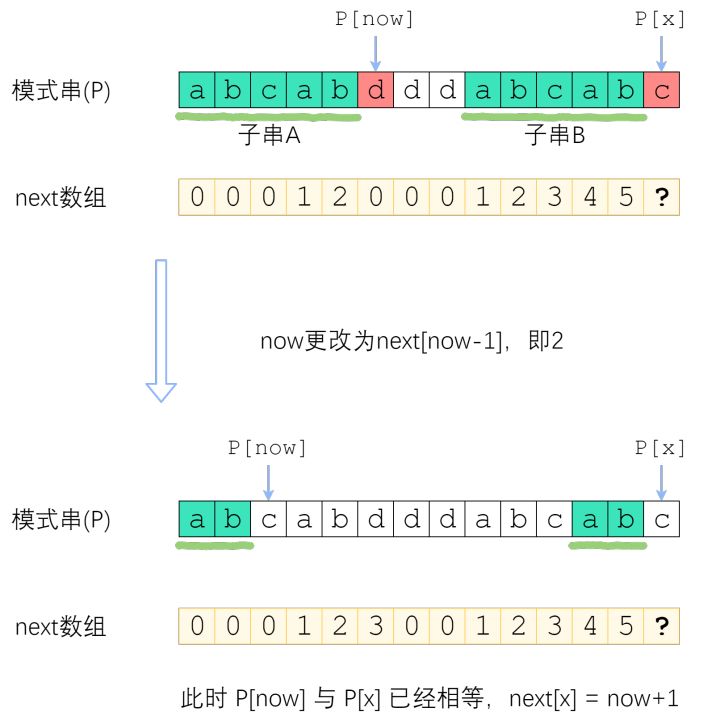 P[now] P[x]
模式串(P) a b c a b d d d a b c a b c
子串A 子串B
next数组 0 0 0 1 2 0 0 0 1 2 3 4 5 ?
now更改为next[now-1]，即2
P[now] P[x]
模式串(P) a b c a b d d d a b c a b c
next数组 0 0 0 1 2 3 0 0 1 2 3 4 5 ?
此时 P[now] 与 P[x] 已经相等，next[x] = now+1